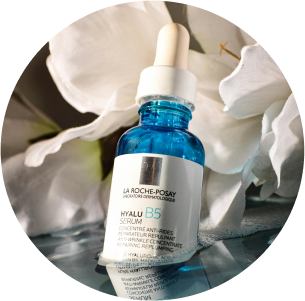 LA ROCHE-POSAY
LABORATOIRE DERMATOLOGIQUE
HYALU B5
SERUM
CONCENTRÉ ANTI-RIDES
RÉPARATEUR REPULPANT
ANTI-WRINKLE CONCENTRATE
REPAIRING REPLUMPING